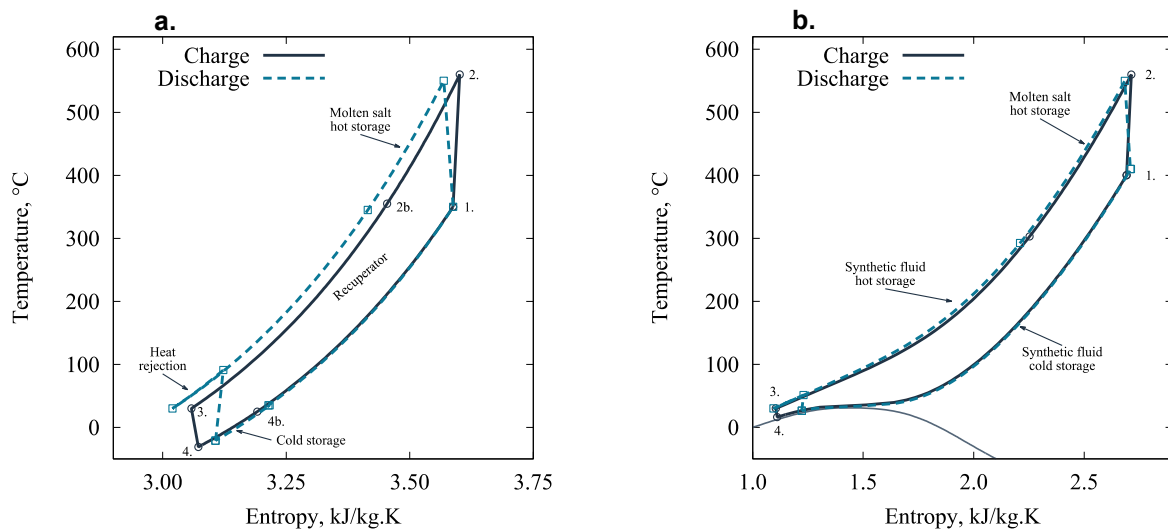 a.
600
500
400
300
200
100
0
Temperature, °C
Charge
Discharge
Molten salt
hot storage
2.
2b.
1.
Recuperator
Heat
rejection
3.
4b.
4.
Cold storage
3.00
3.25
3.50
3.75
Entropy, kJ/kg.K
b.
600
500
400
300
200
100
0
Temperature, °C
Charge
Discharge
Molten salt
hot storage
2.
1.
Synthetic fluid
hot storage
Synthetic fluid
cold storage
3.
4.
1.0
1.5
2.0
2.5
Entropy, kJ/kg.K